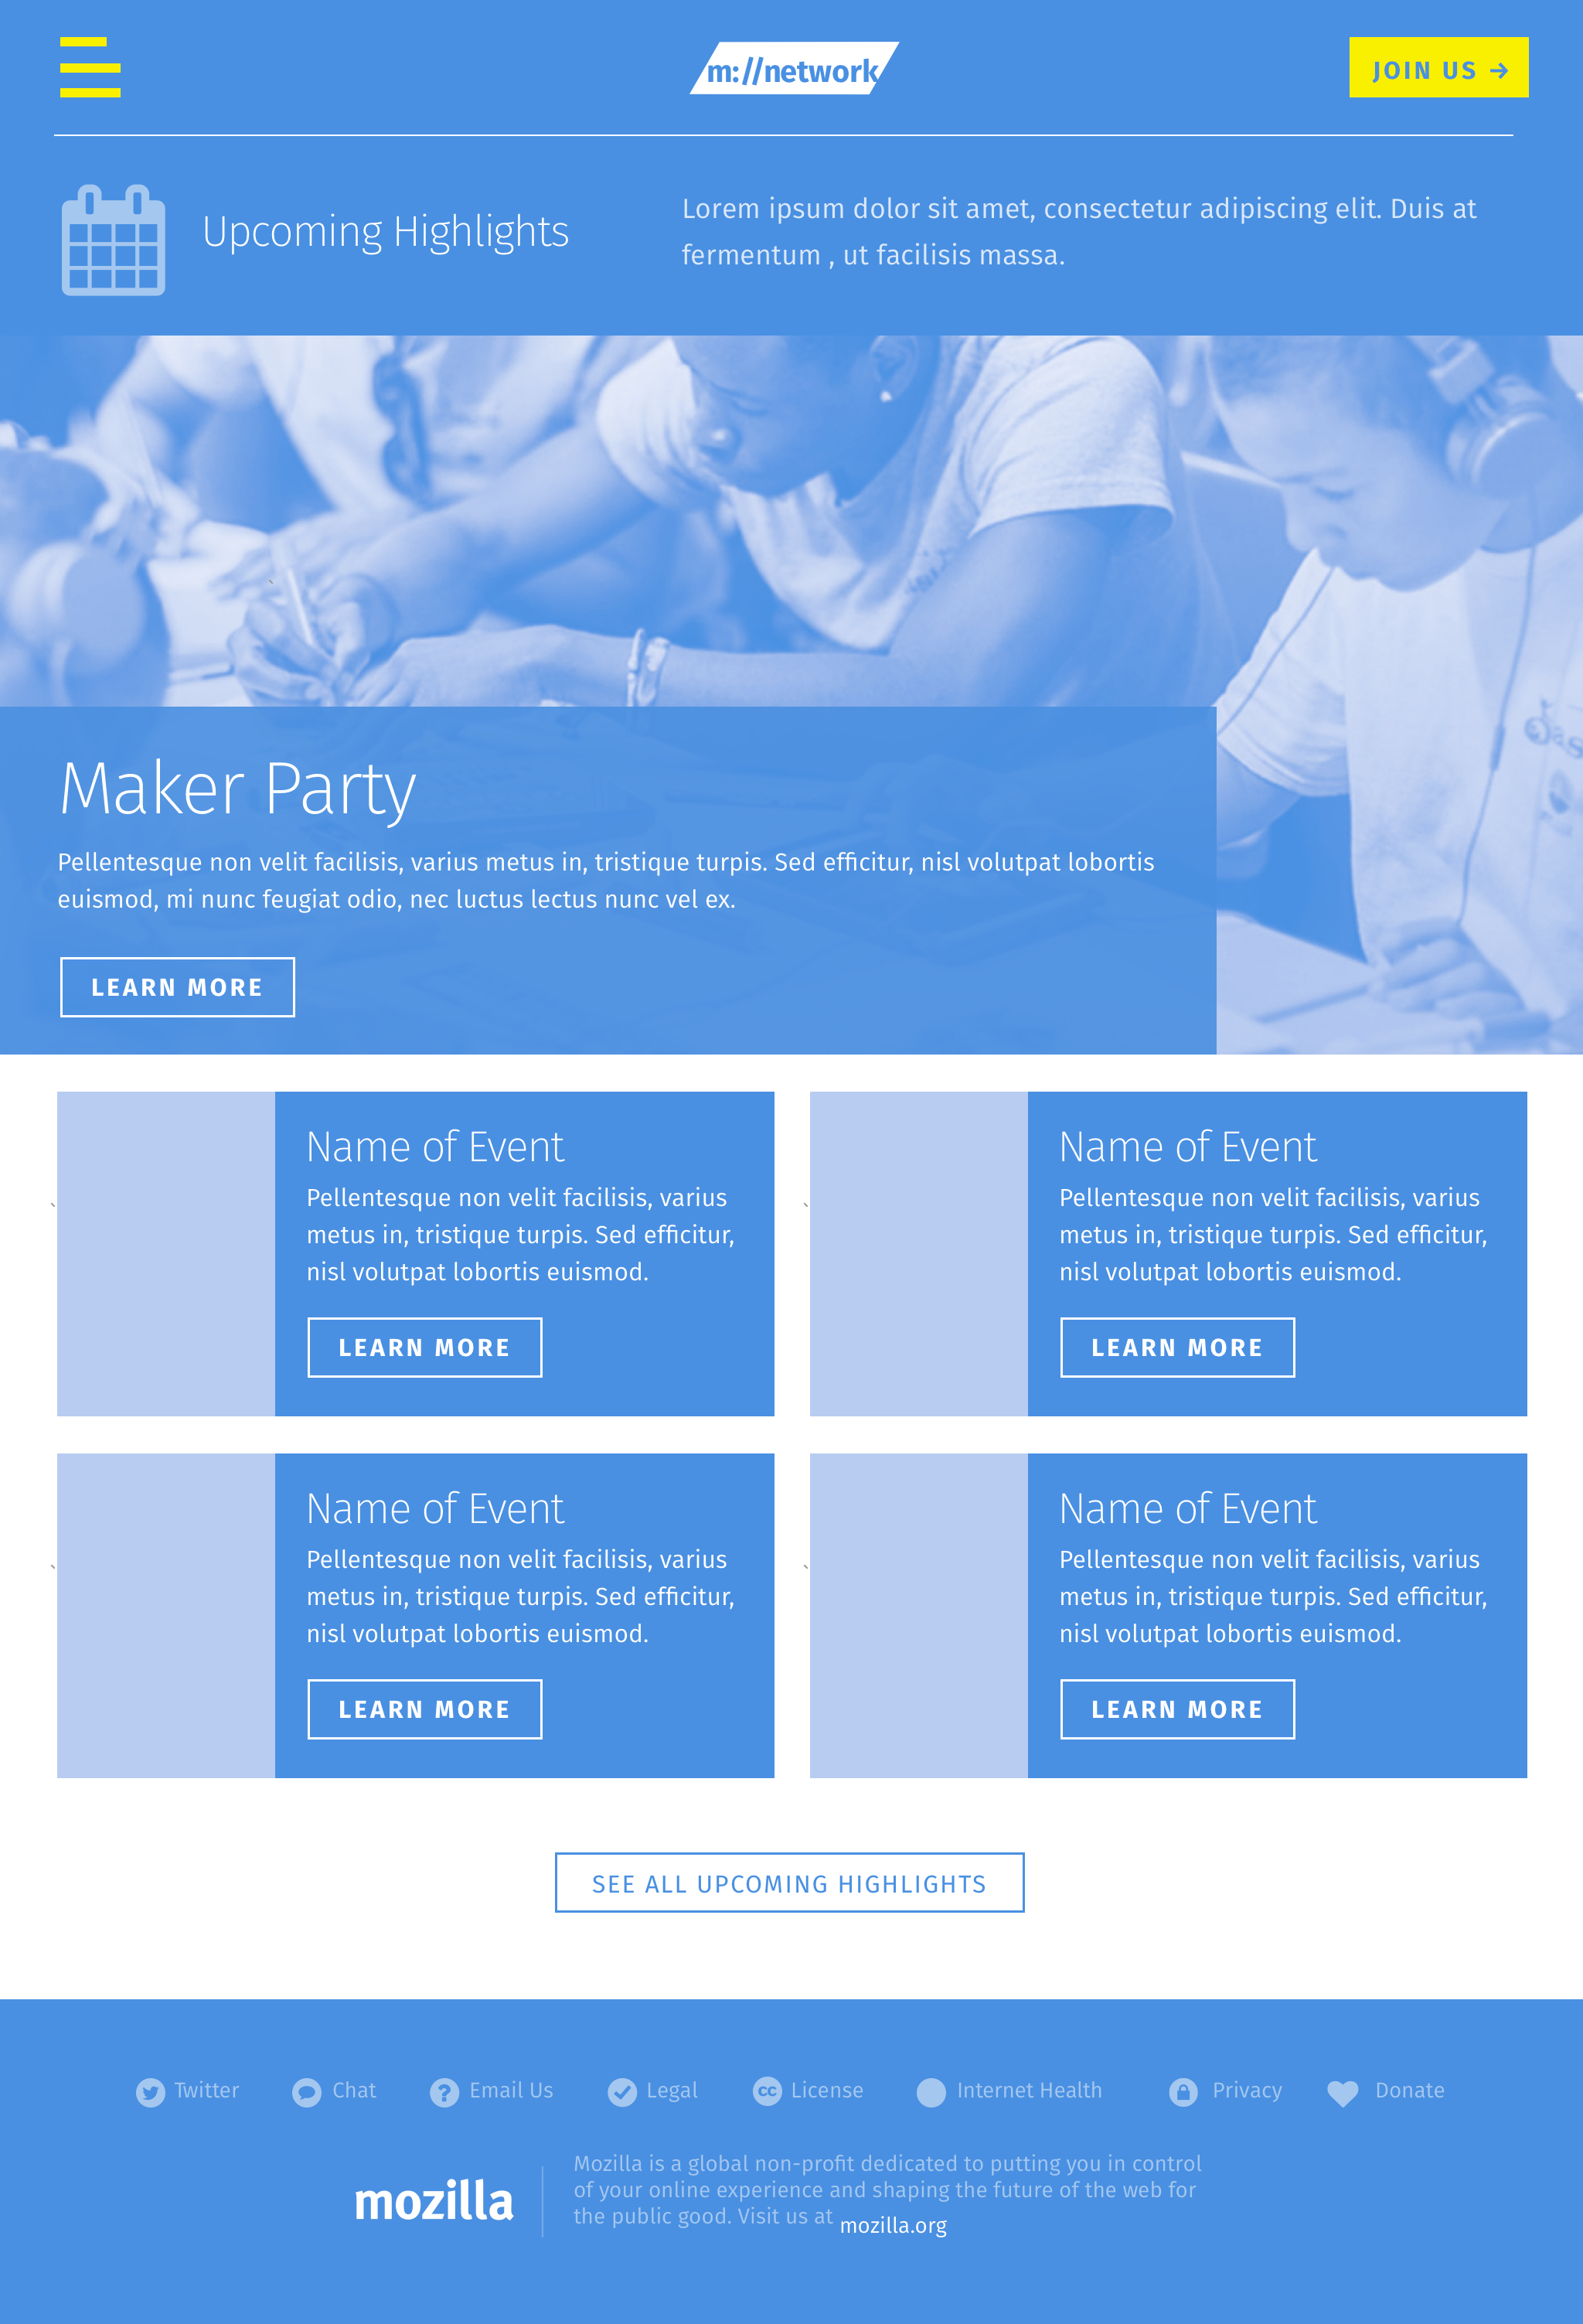 m://network
JOIN US →
Upcoming Highlights
Lorem ipsum dolor sit amet, consectetur adipiscing elit. Duis at
fermentum , ut facilisis massa.
Maker Party
Pellentesque non velit facilisis, varius metus in, tristique turpis. Sed efficitur, nisl volutpat lobortis
euismod, mi nunc feugiat odio, nec luctus lectus nunc vel ex.
LEARN MORE
Name of Event
Pellentesque non velit facilisis, varius
metus in, tristique turpis. Sed efficitur,
nisl volutpat lobortis euismod.
LEARN MORE
Name of Event
Pellentesque non velit facilisis, varius
metus in, tristique turpis. Sed efficitur,
nisl volutpat lobortis euismod.
LEARN MORE
Name of Event
Pellentesque non velit facilisis, varius
metus in, tristique turpis. Sed efficitur,
nisl volutpat lobortis euismod.
LEARN MORE
Name of Event
Pellentesque non velit facilisis, varius
metus in, tristique turpis. Sed efficitur,
nisl volutpat lobortis euismod.
LEARN MORE
SEE ALL UPCOMING HIGHLIGHTS
Twitter Chat ? Email Us Legal cc License Internet Health Privacy Donate
mozilla
Mozilla is a global non-profit dedicated to putting you in control
of your online experience and shaping the future of the web for
the public good. Visit us at mozilla.org